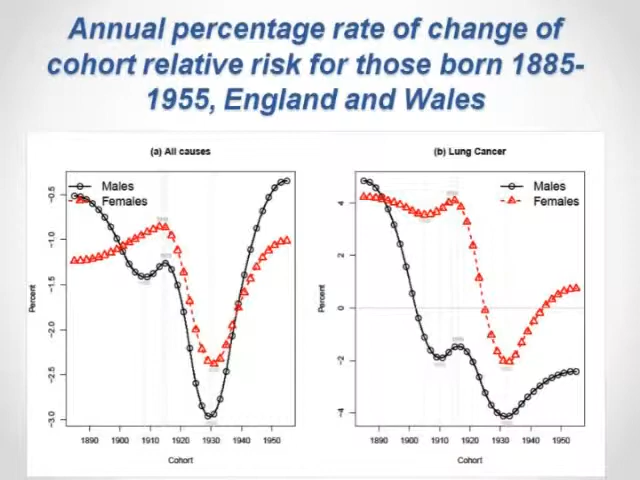 Annual percentage rate of change of
cohort relative risk for those born 1885-
1955, England and Wales
(a) All causes
Males
Females
-0.5
-1.0
-1.5
-2.0
-2.5
-3.0
Percent
1890 1900 1910 1920 1930 1940 1950
Cohort
(b) Lung Cancer
Males
Females
4
2
0
-2
-4
Percent
1890 1900 1910 1920 1930 1940 1950
Cohort